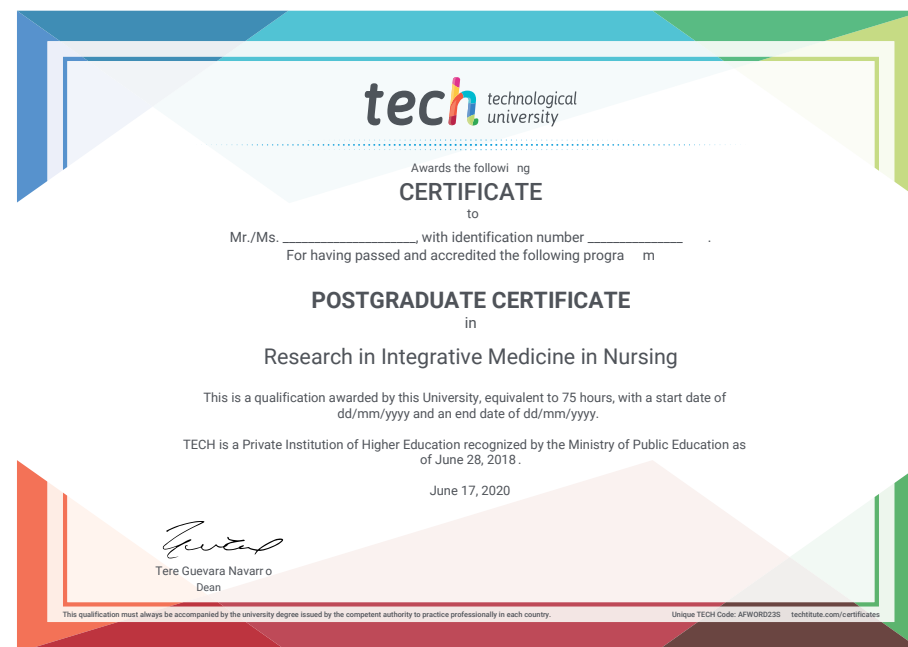 tech technological
university
Awards the followi ng
CERTIFICATE
to
Mr./Ms. ____________________, with identification number ______________ .
For having passed and accredited the following progra m
POSTGRADUATE CERTIFICATE
in
Research in Integrative Medicine in Nursing
This is a qualification awarded by this University, equivalent to 75 hours, with a start date of
dd/mm/yyyy and an end date of dd/mm/yyyy.
TECH is a Private Institution of Higher Education recognized by the Ministry of Public Education as
of June 28, 2018 .
June 17, 2020
Tere Guevara Navarr o
Dean
This qualification must always be accompanied by the university degree issued by the competent authority to practice professionally in each country. Unique TECH Code: AFWORD23S techtitute.com/certificates